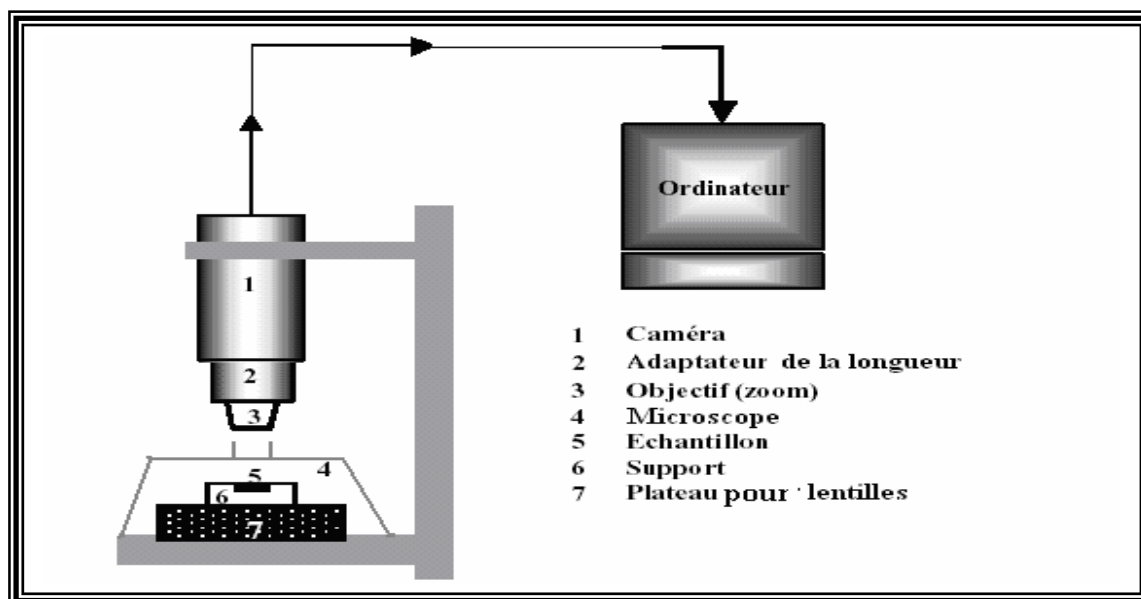 Ordinateur
1
2
3
4
5
6
7
1 Caméra
2 Adaptateur de la longueur
3 Objectif (zoom)
4 Microscope
5 Echantillon
6 Support
7 Plateau pour lentilles